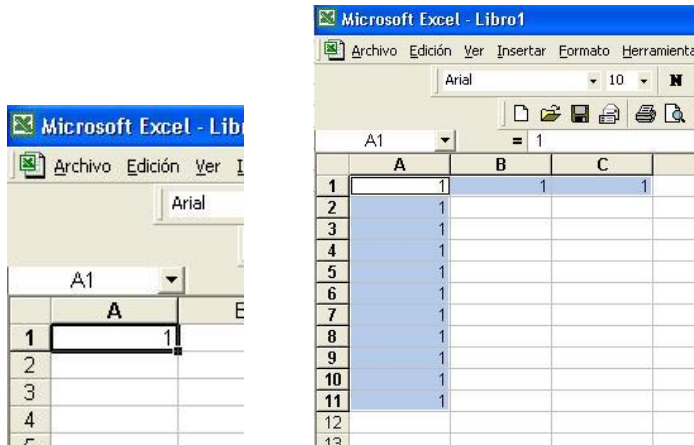 Microsoft Excel - Lib
Archivo Edición Ver
Arial
A1
A
1 1
2
3
4
Microsoft Excel - Libro1
Archivo Edición Ver Insertar Formato Herramienta
Arial 10 N
A1 = 1
A B C
1 1 1 1
2 1
3 1
4 1
5 1
6 1
7 1
8 1
9 1
10 1
11 1
12
13